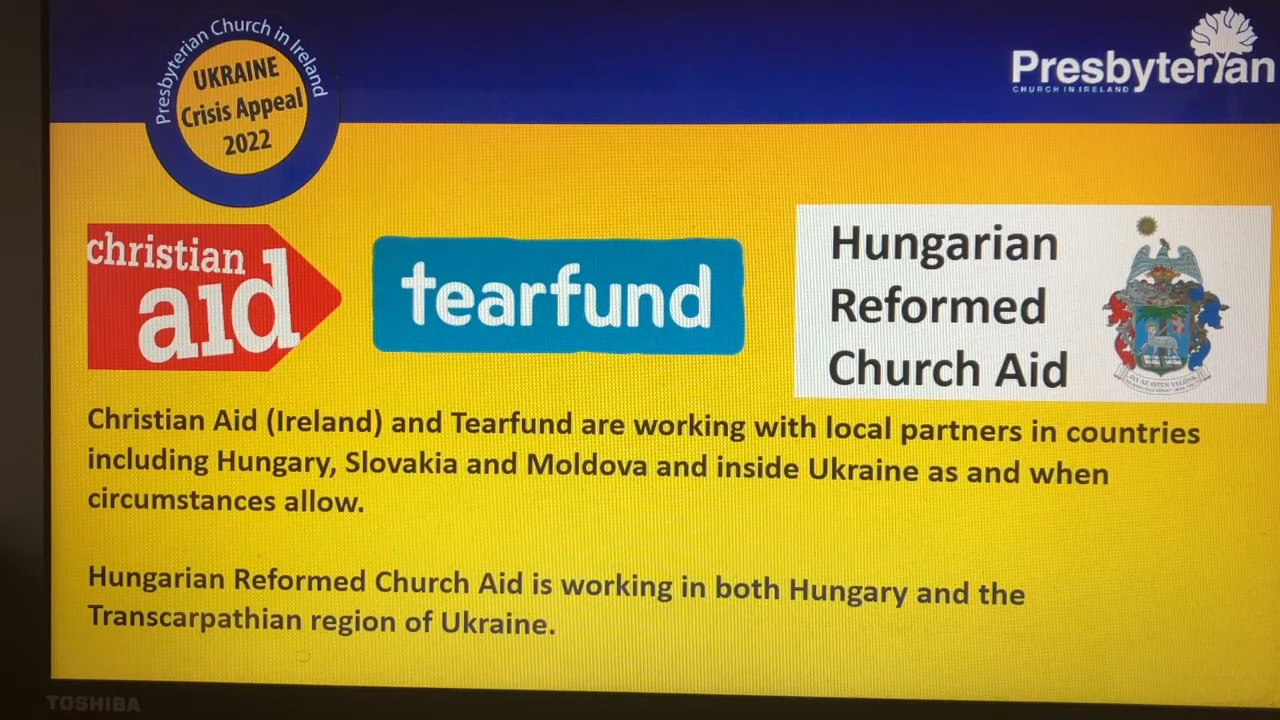 Presbyterian Church in Ireland
UKRAINE
Crisis Appeal
2022
Presbyterian
CHURCH IN IRELAND
christian
aid
tearfund
Hungarian
Reformed
Church Aid
Christian Aid (Ireland) and Tearfund are working with local partners in countries
including Hungary, Slovakia and Moldova and inside Ukraine as and when
circumstances allow.
Hungarian Reformed Church Aid is working in both Hungary and the
Transcarpathian region of Ukraine.
TOSHIBA